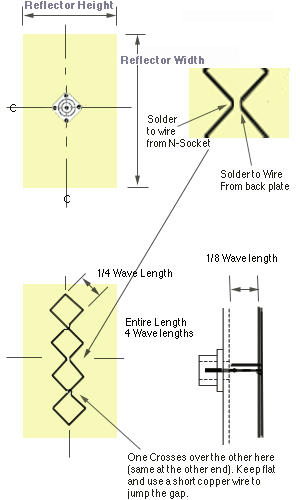 Reflector Height
Reflector Width
C
C
Solder
to wire
from N-Socket
Solder to Wire
From back plate
1/4 Wave Length
1/8 Wave length
Entire Length
4 Wave lengths
One Crosses over the other here
(same at the other end). Keep flat
and use a short copper wire to
jump the gap.